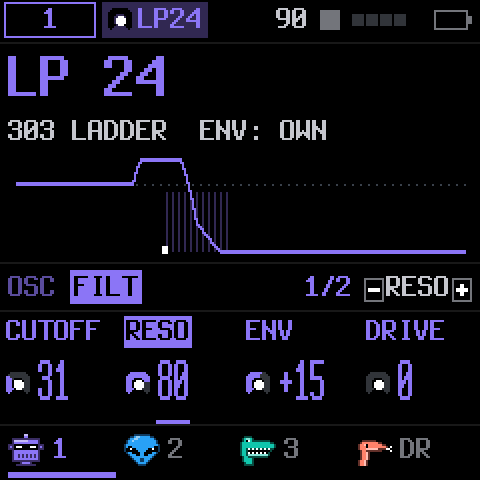 1 LP24 90
LP 24
303 LADDER ENV: OWN
OSC FILT 1/2 -RESO+
CUTOFF RESO ENV DRIVE
31 80 +15 0
1 2 3 DR